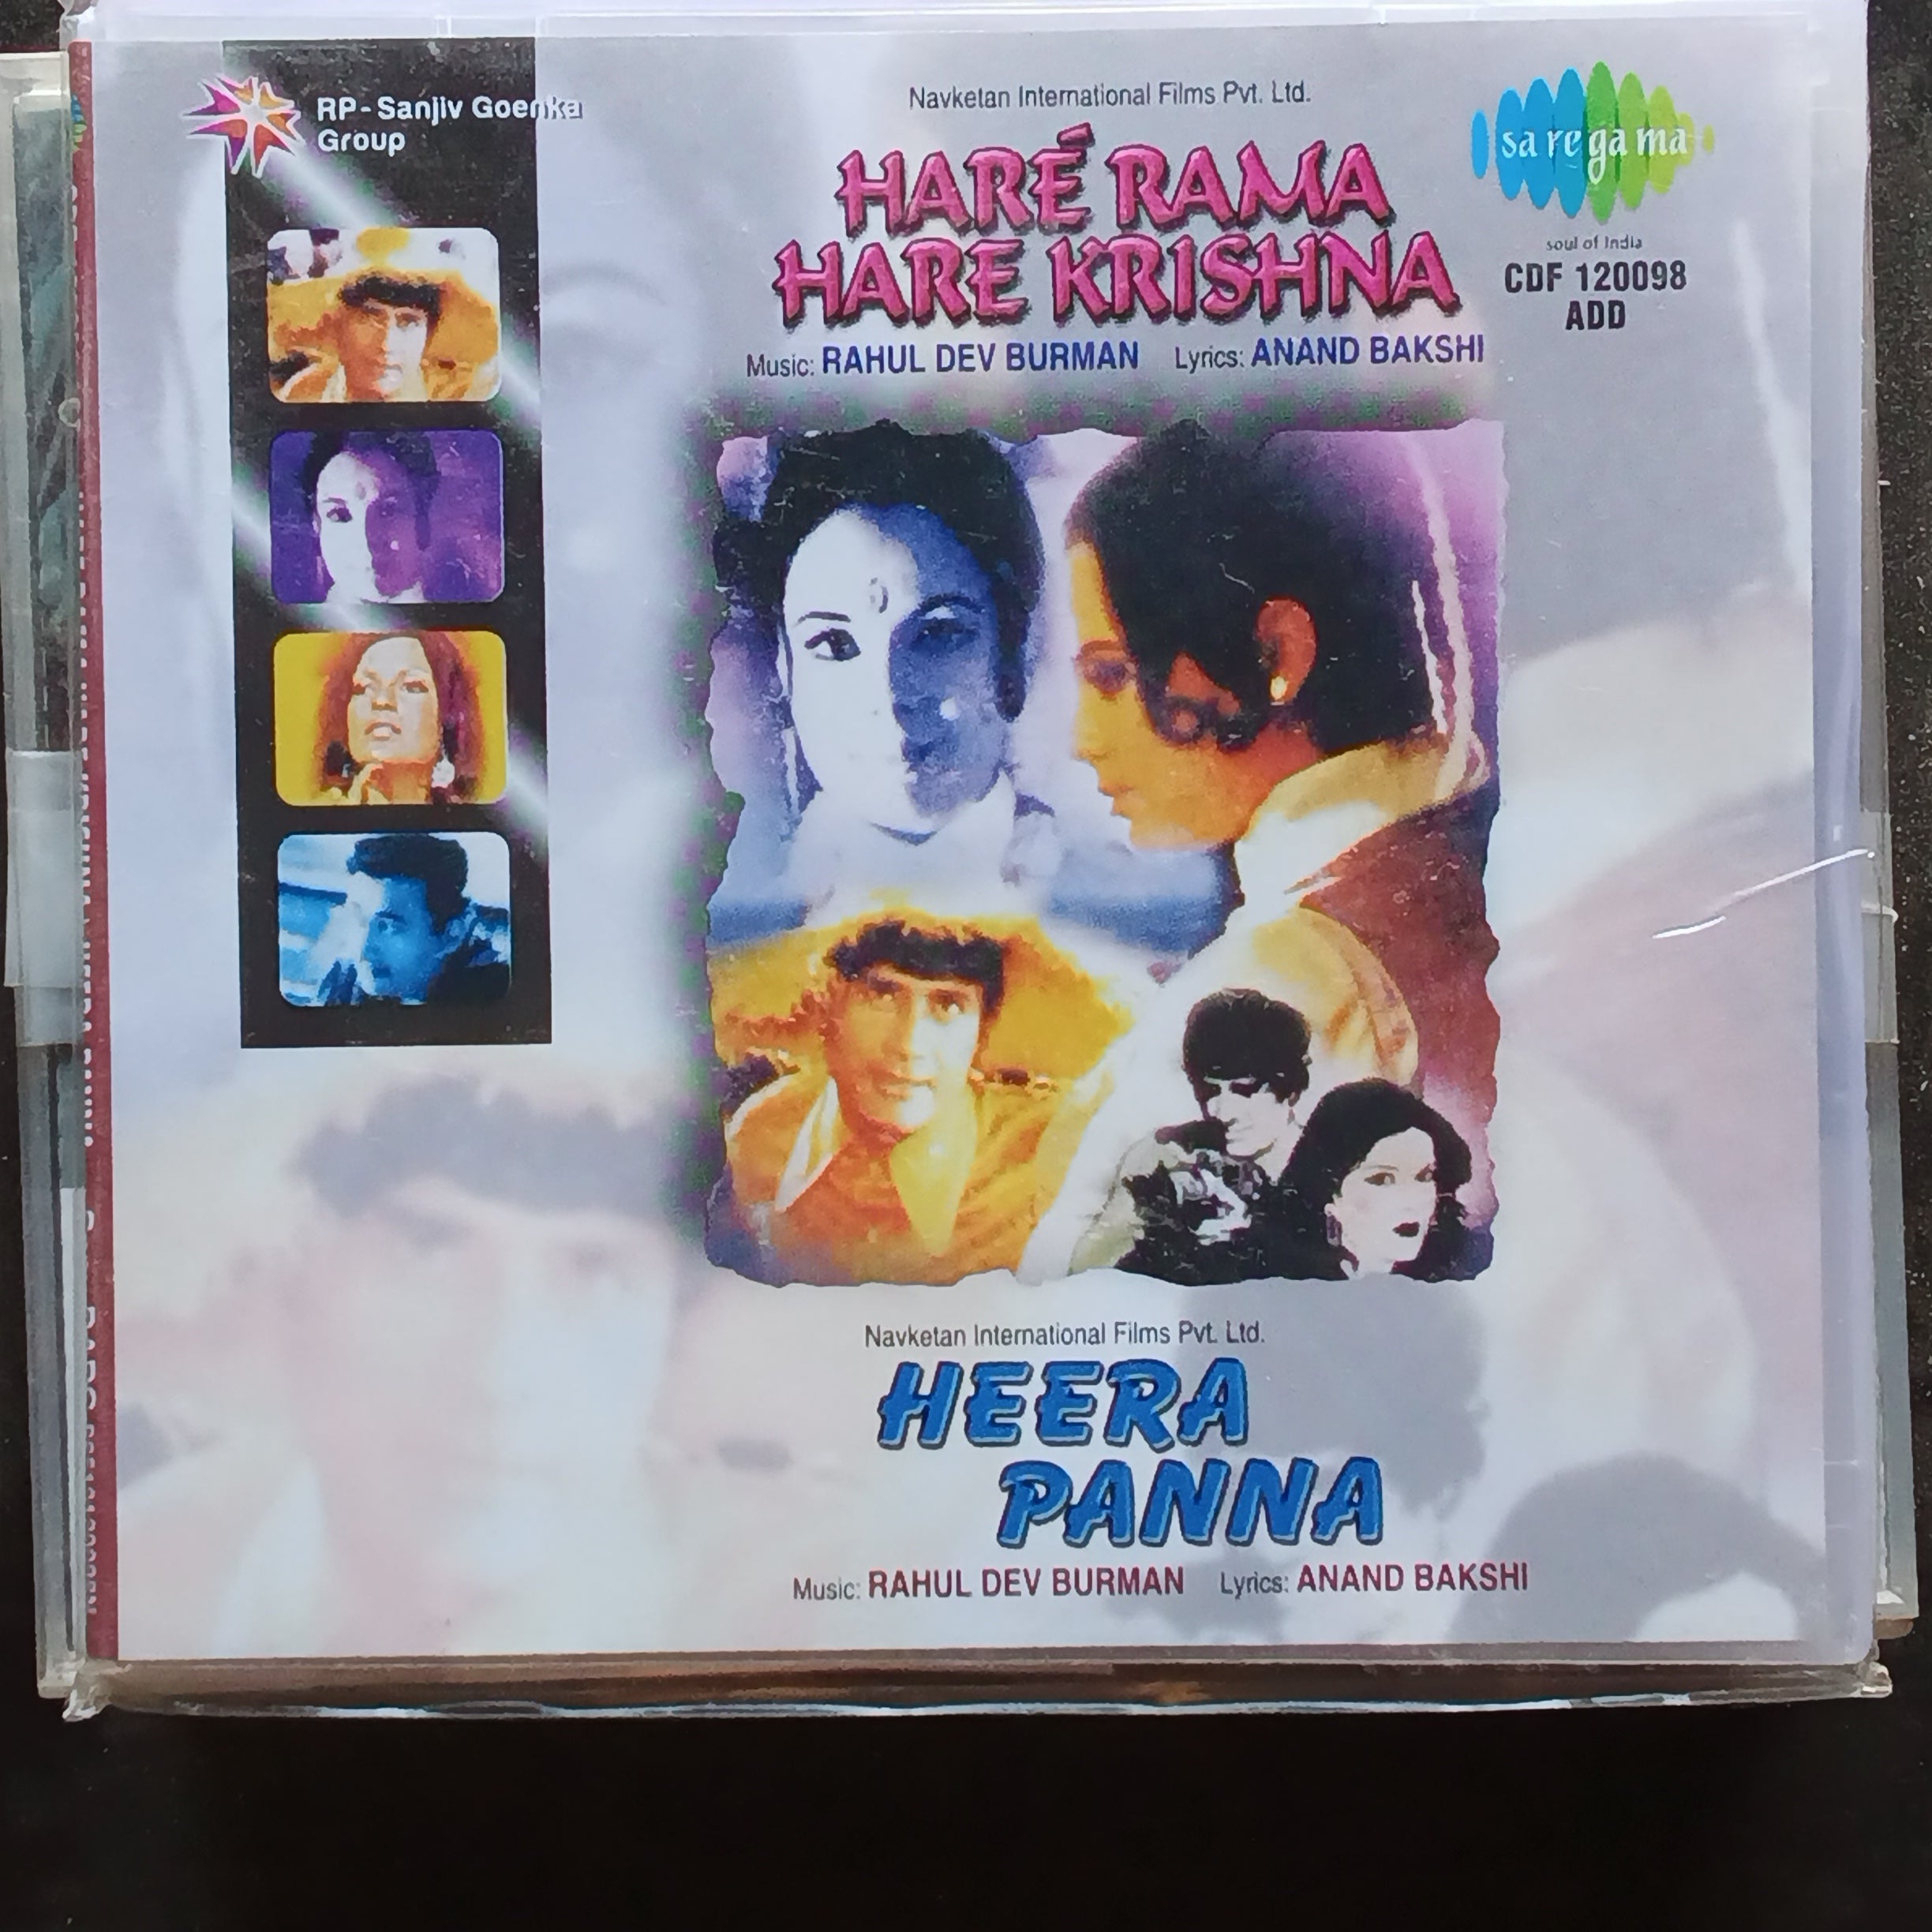 RP-Sanjiv Goenka
Group
Navketan International Films Pvt. Ltd.
HARÉ RAMA
HARE KRISHNA
Music: RAHUL DEV BURMAN Lyrics: ANAND BAKSHI
sa re ga ma
soul of India
CDF 120098
ADD
Navketan International Films Pvt. Ltd.
HEERA
PANNA
Music: RAHUL DEV BURMAN Lyrics: ANAND BAKSHI